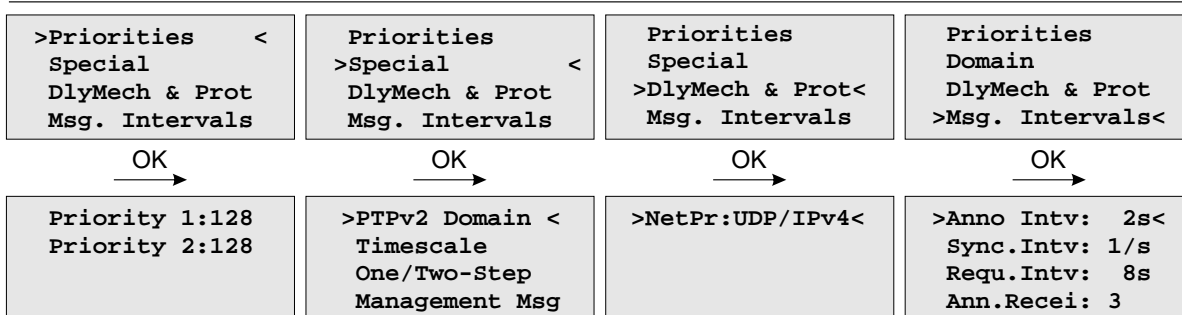 >Priorities <
Special
DlyMech & Prot
Msg. Intervals
Priorities
>Special <
DlyMech & Prot
Msg. Intervals
Priorities
Special
>DlyMech & Prot<
Msg. Intervals
Priorities
Domain
DlyMech & Prot
>Msg. Intervals<
OK
OK
OK
OK
Priority 1:128
Priority 2:128
>PTPv2 Domain <
Timescale
One/Two-Step
Management Msg
>NetPr:UDP/IPv4<
>Anno Intv: 2s<
Sync.Intv: 1/s
Requ.Intv: 8s
Ann.Recei: 3